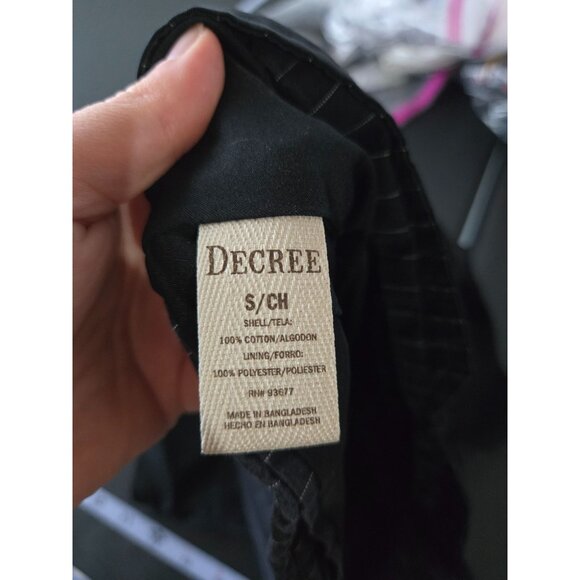 DECREE
S/CH
SHELL/TELA:
100% COTTON/ALGODON
LINING/FORRO:
100% POLYESTER/POLIESTER
RN# 93677
MADE IN BANGLADESH
HECHO EN BANGLADESH